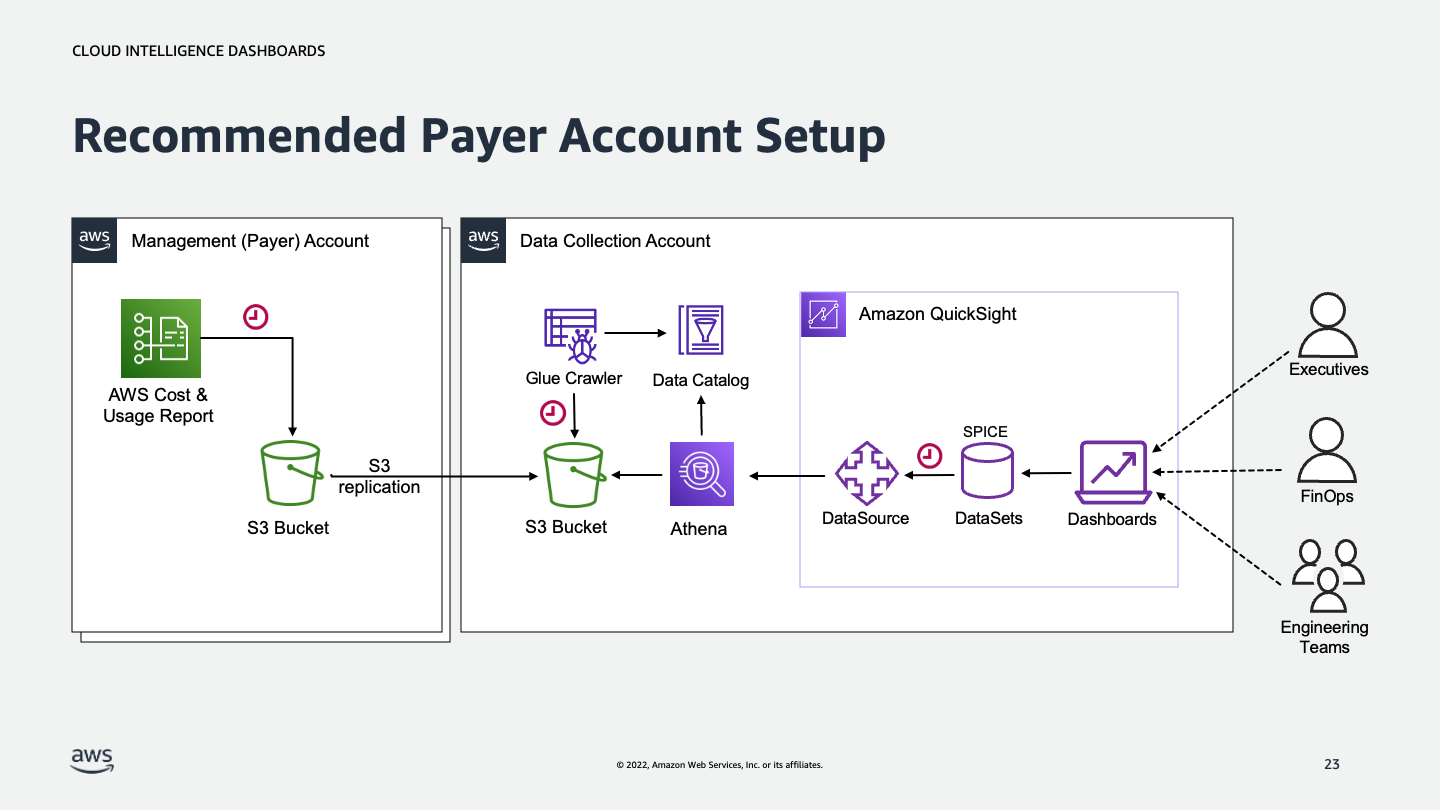 CLOUD INTELLIGENCE DASHBOARDS
Recommended Payer Account Setup
aws
Management (Payer) Account
AWS Cost &
Usage Report
S3 Bucket
S3
replication
aws
Data Collection Account
Glue Crawler
Data Catalog
S3 Bucket
Athena
Amazon QuickSight
DataSource
SPICE
DataSets
Dashboards
Executives
FinOps
Engineering
Teams
aws
© 2022, Amazon Web Services, Inc. or its affiliates.
23